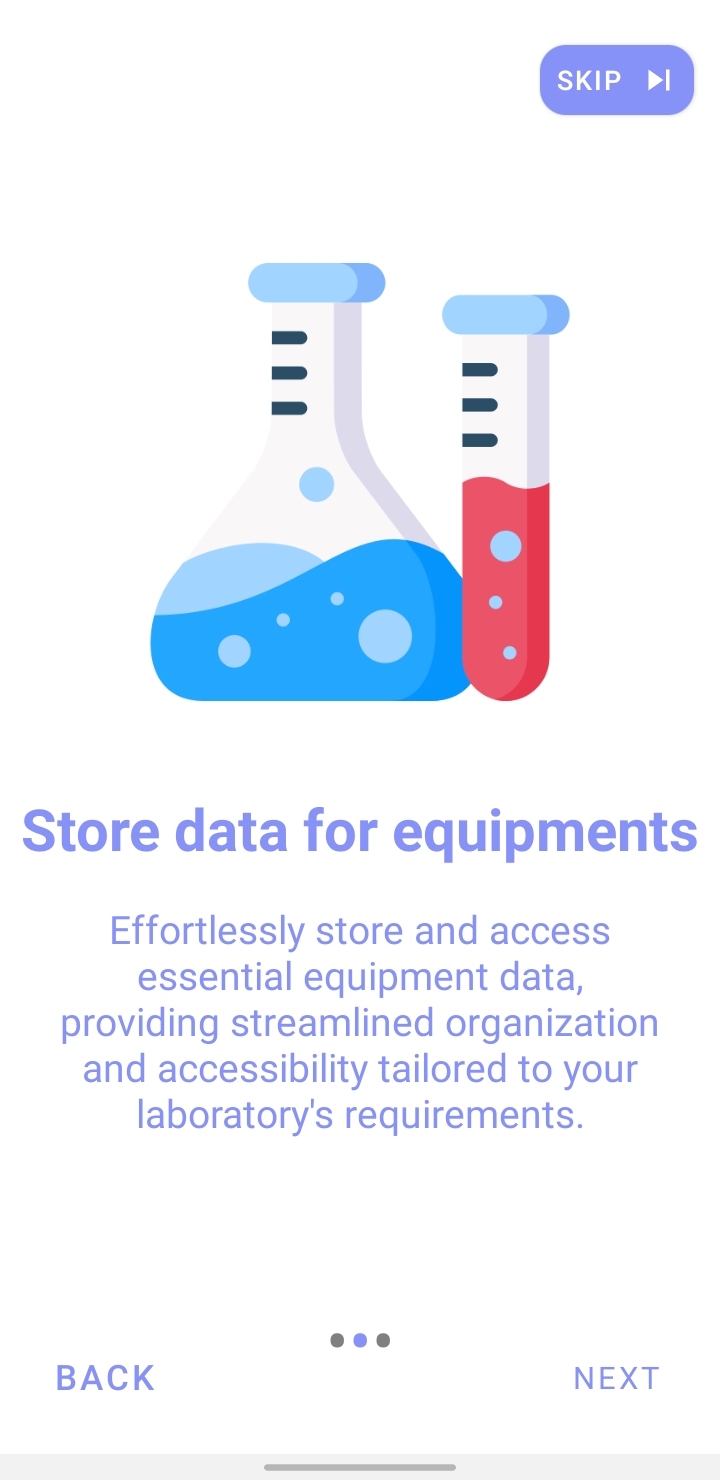 SKIP
Store data for equipments
Effortlessly store and access
essential equipment data,
providing streamlined organization
and accessibility tailored to your
laboratory's requirements.
BACK
NEXT